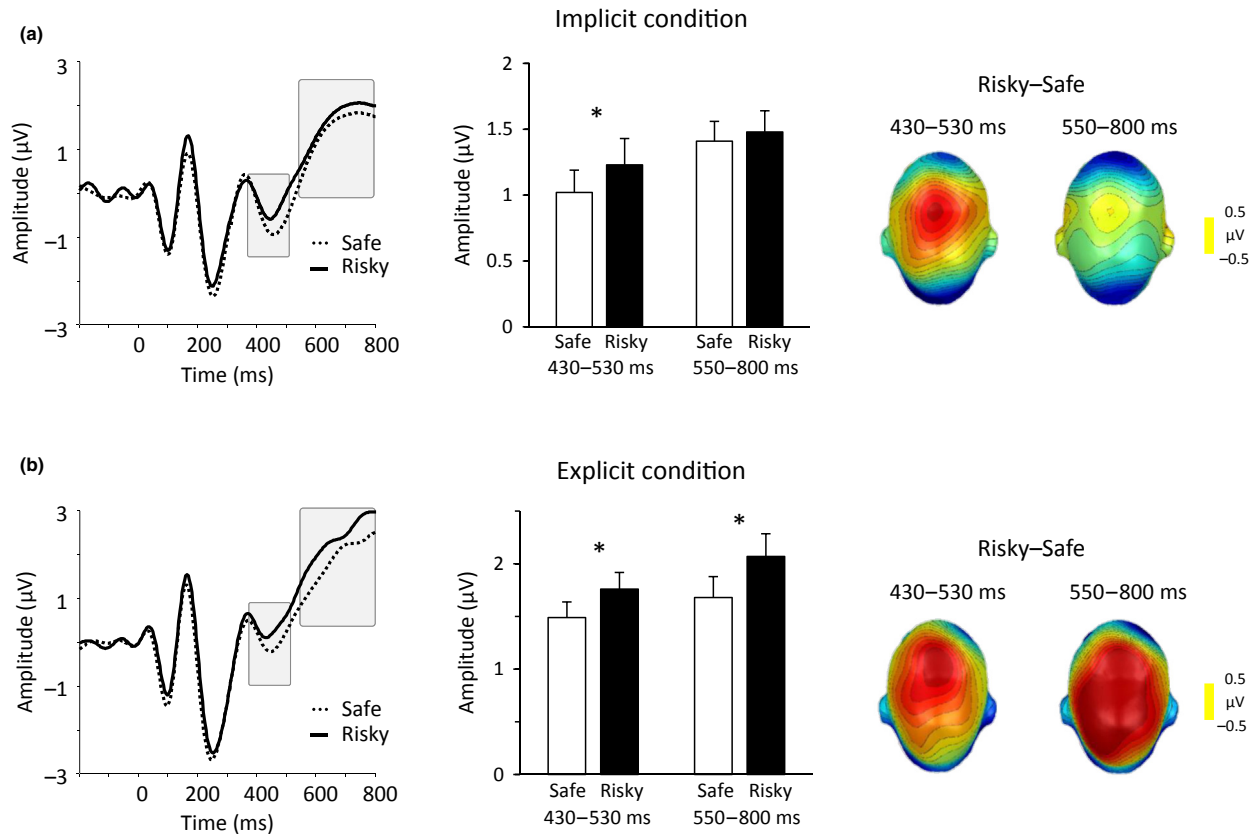 (a)
Implicit condition
3
1
−1
−3
Amplitude (μV)
0 200 400 600 800
Time (ms)
Safe
Risky
2
1.5
1
0.5
0
Amplitude (μV)
*
Safe Risky Safe Risky
430–530 ms 550–800 ms
Risky–Safe
430–530 ms 550–800 ms
0.5
μV
−0.5
(b)
Explicit condition
3
1
−1
−3
Amplitude (μV)
0 200 400 600 800
Time (ms)
Safe
Risky
2
1
0
Amplitude (μV)
* *
Safe Risky Safe Risky
430–530 ms 550–800 ms
Risky–Safe
430–530 ms 550–800 ms
0.5
μV
−0.5